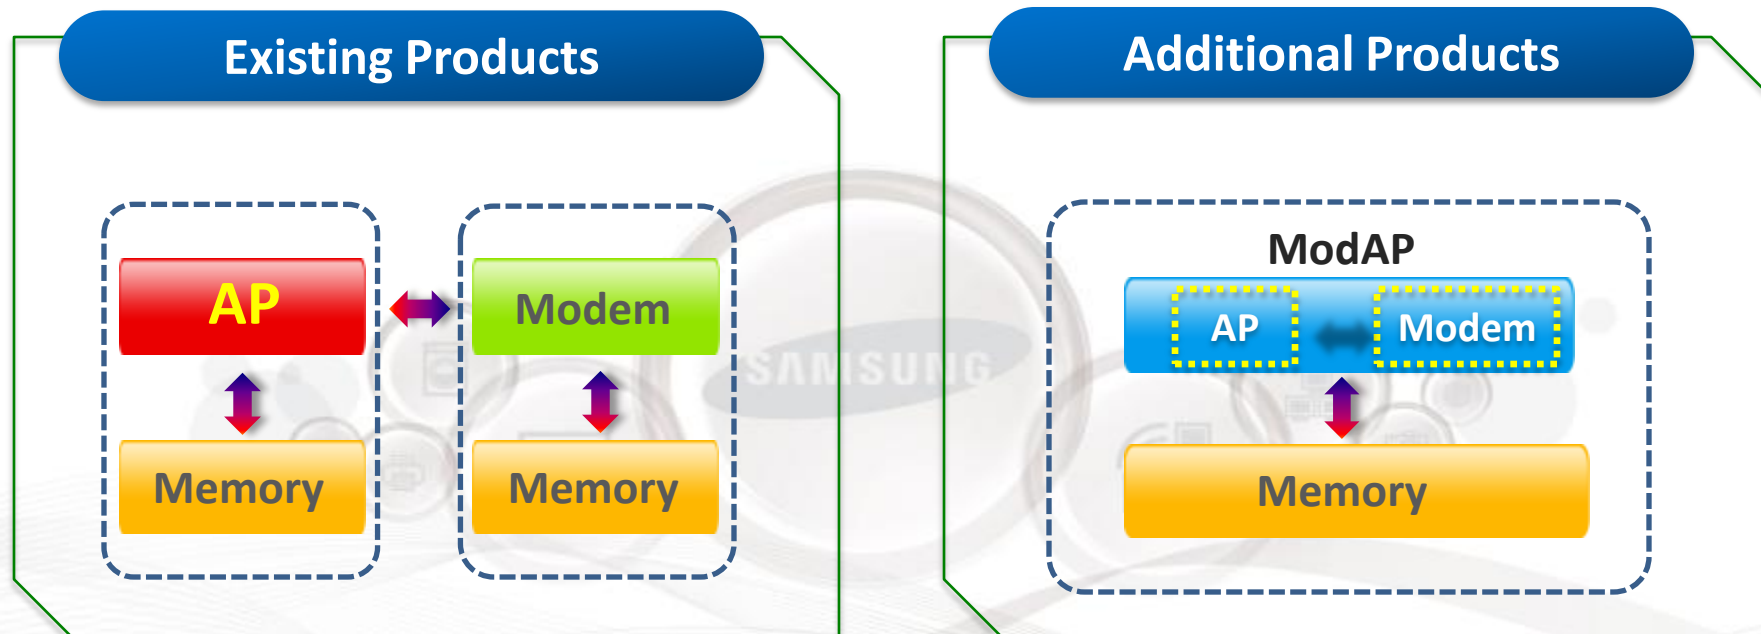 Existing Products
AP
Modem
Memory
Memory
Additional Products
ModAP
AP
Modem
Memory
SAMSUNG